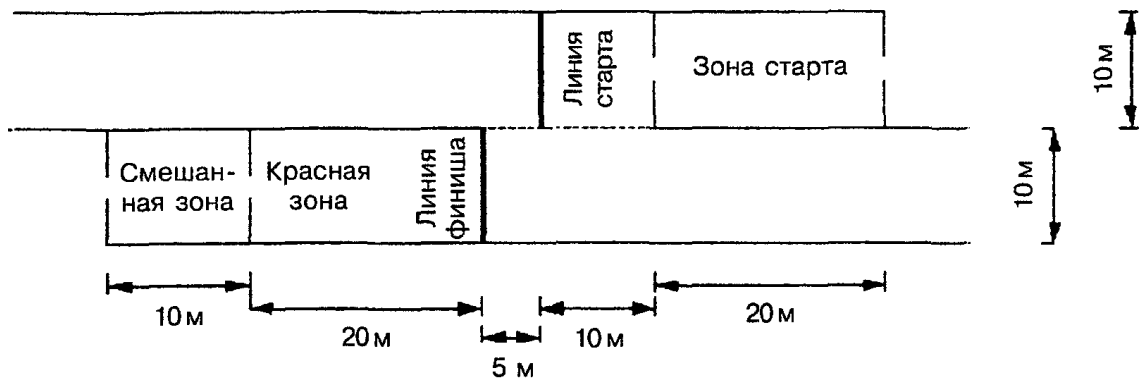 Линия
старта
Зона старта
10 м
Смешан-
ная зона
Красная
зона
Линия
финиша
10 м
10 м
20 м
5 м
10 м
20 м